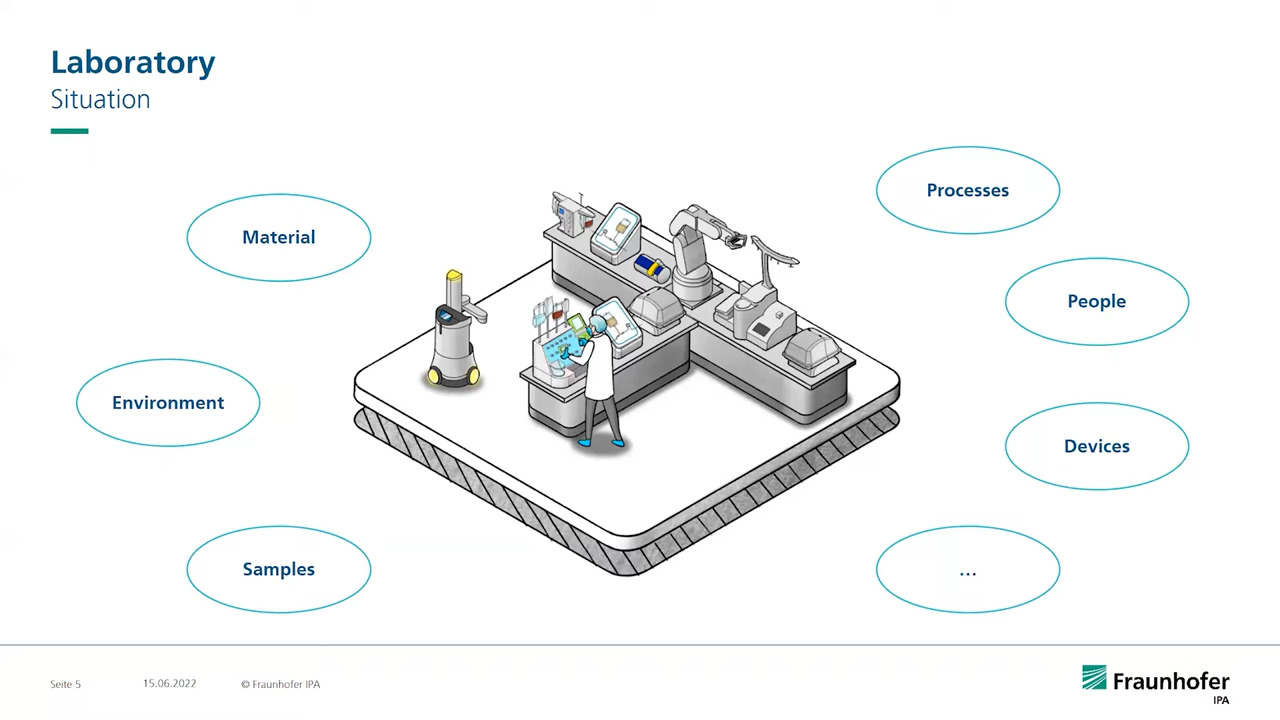 Laboratory
Situation
Processes
Material
People
Environment
Devices
Samples
...
Seite 5
15.06.2022
© Fraunhofer IPA
Fraunhofer
IPA